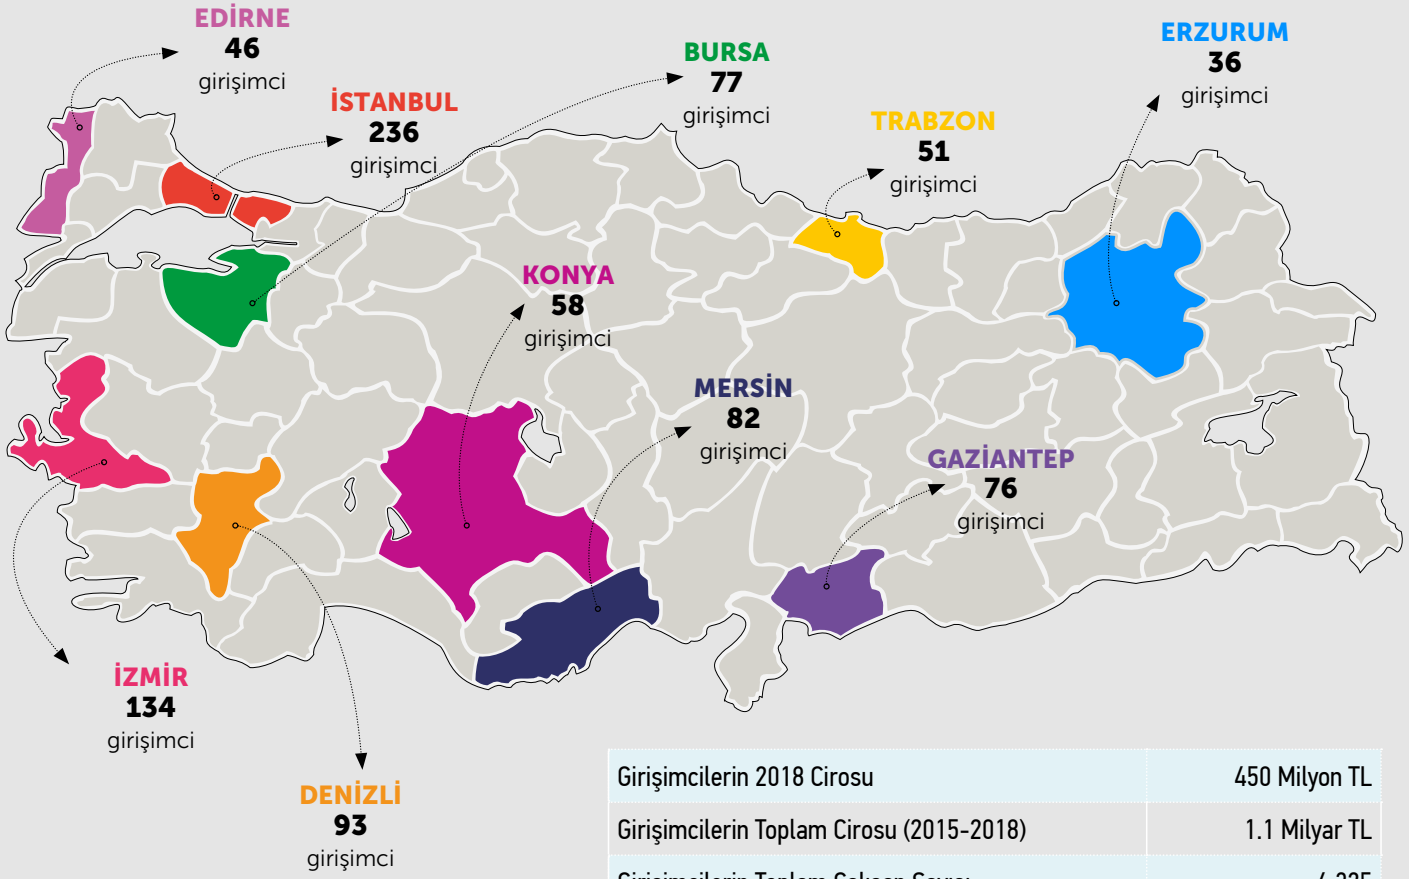 EDİRNE
46
girişimci
İSTANBUL
236
girişimci
BURSA
77
girişimci
TRABZON
51
girişimci
ERZURUM
36
girişimci
KONYA
58
girişimci
MERSİN
82
girişimci
GAZİANTEP
76
girişimci
İZMİR
134
girişimci
DENİZLİ
93
girişimci
Girişimcilerin 2018 Cirosu 450 Milyon TL
Girişimcilerin Toplam Cirosu (2015-2018) 1.1 Milyar TL
Girişimcilerin Toplam